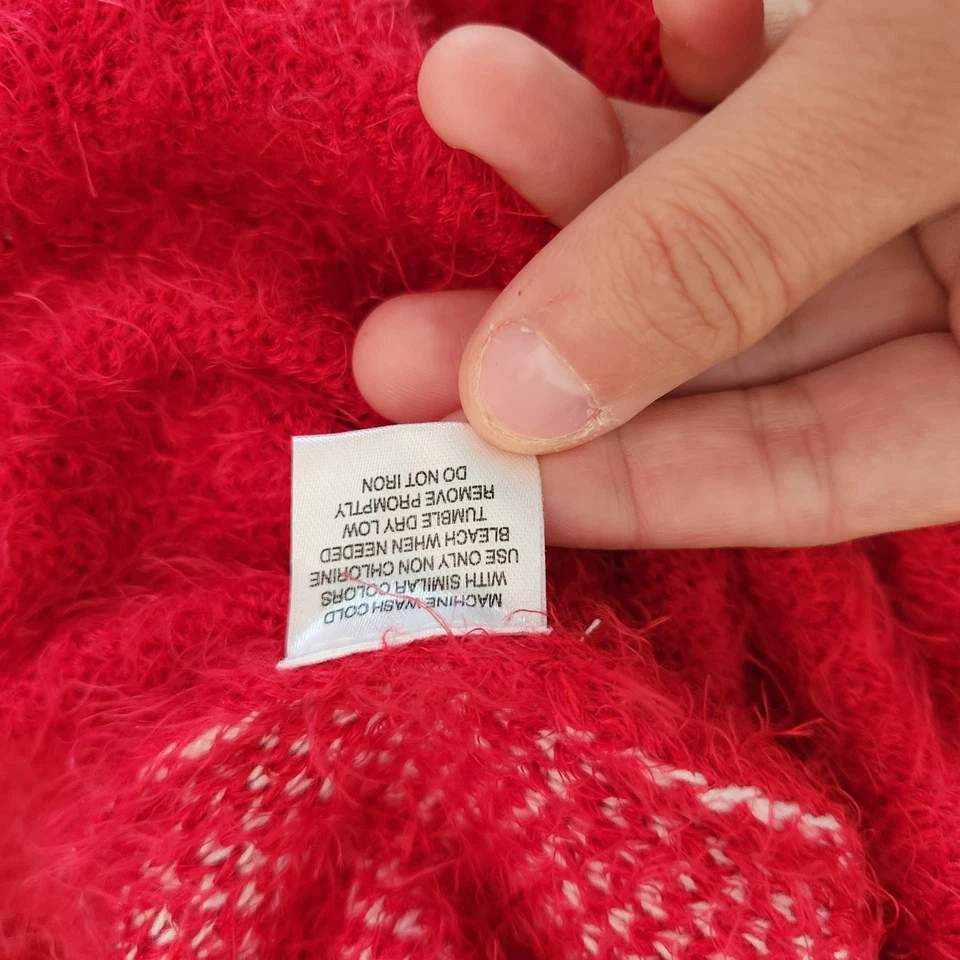 MACHINE WASH COLD
WITH SIMILAR COLORS
USE ONLY NON CHLORINE
BLEACH WHEN NEEDED
TUMBLE DRY LOW
REMOVE PROMPTLY
DO NOT IRON